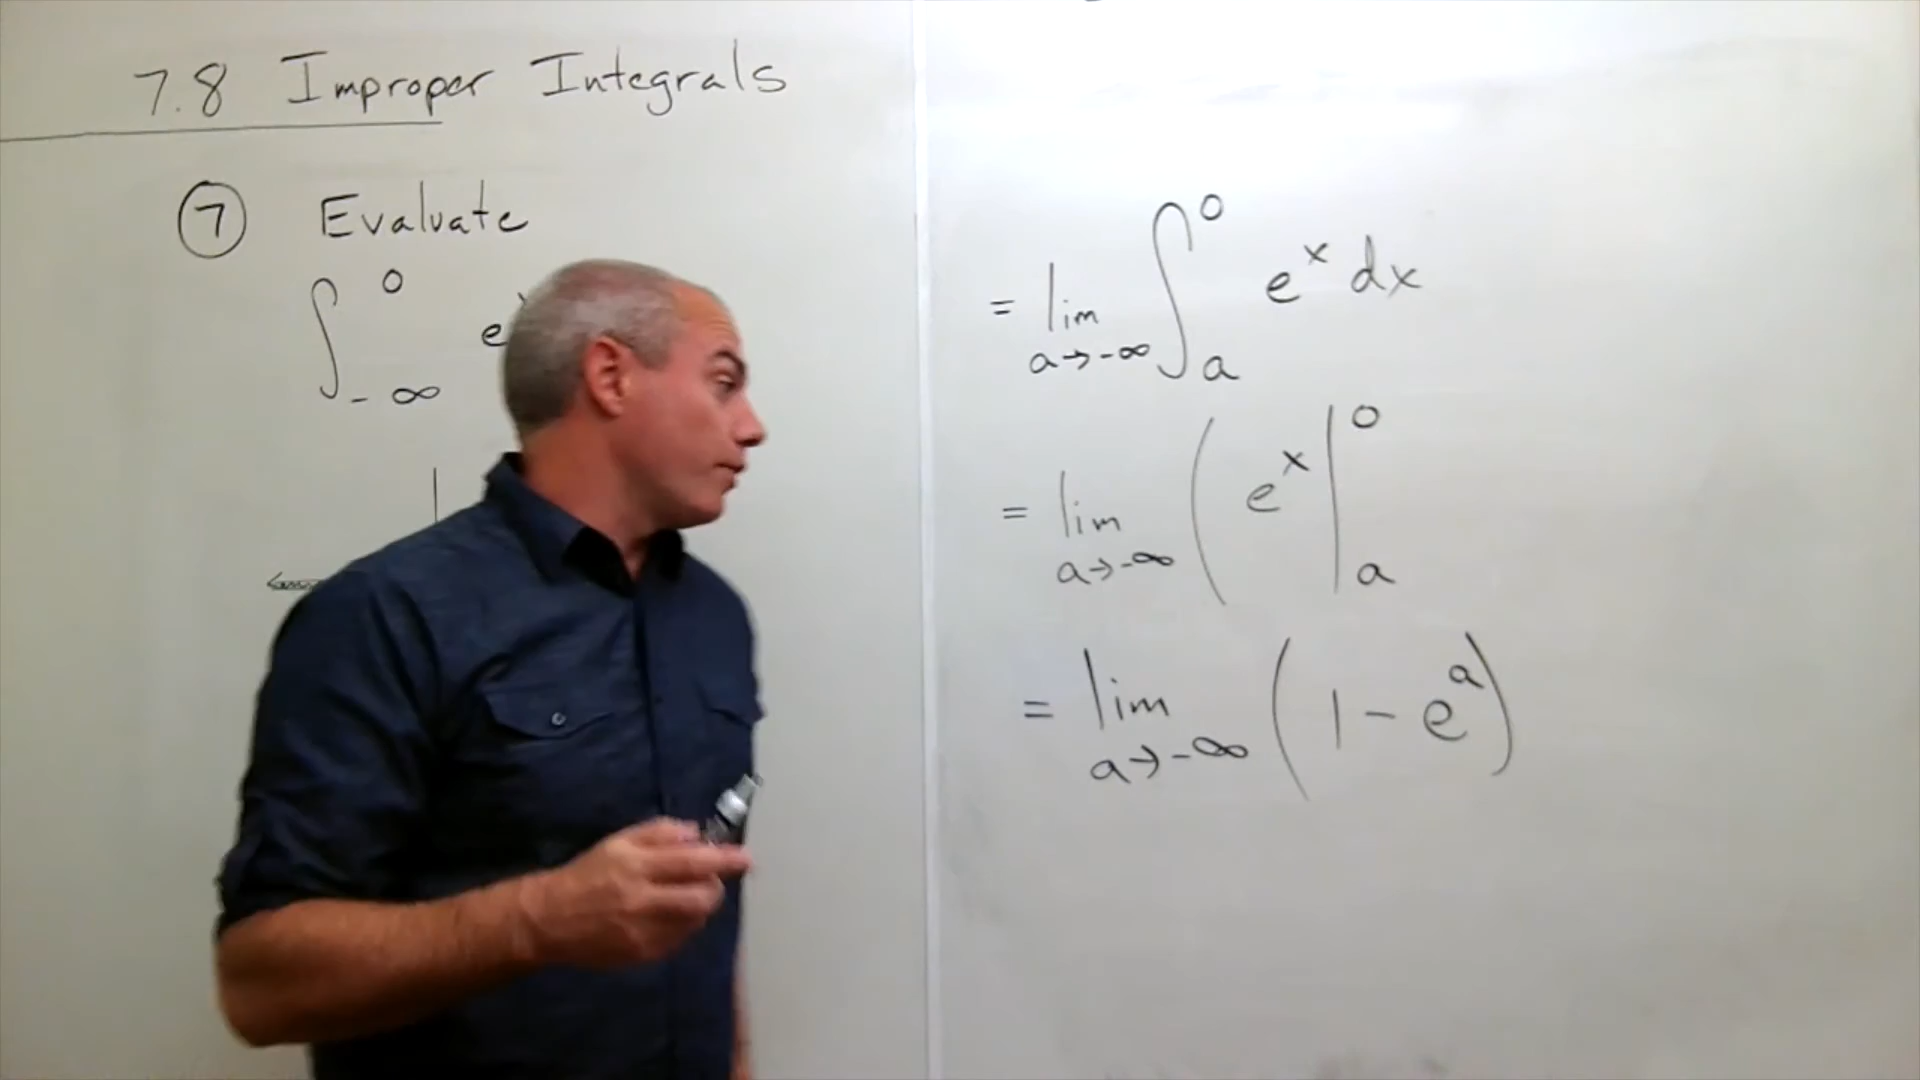 7.8 Improper Integrals
⑦ Evaluate
∫_{-∞}^{0} e
= lim_{a→-∞} ∫_{a}^{0} e^x dx
= lim_{a→-∞} ( e^x |_{a}^{0}
= lim_{a→-∞} ( 1 - e^a )